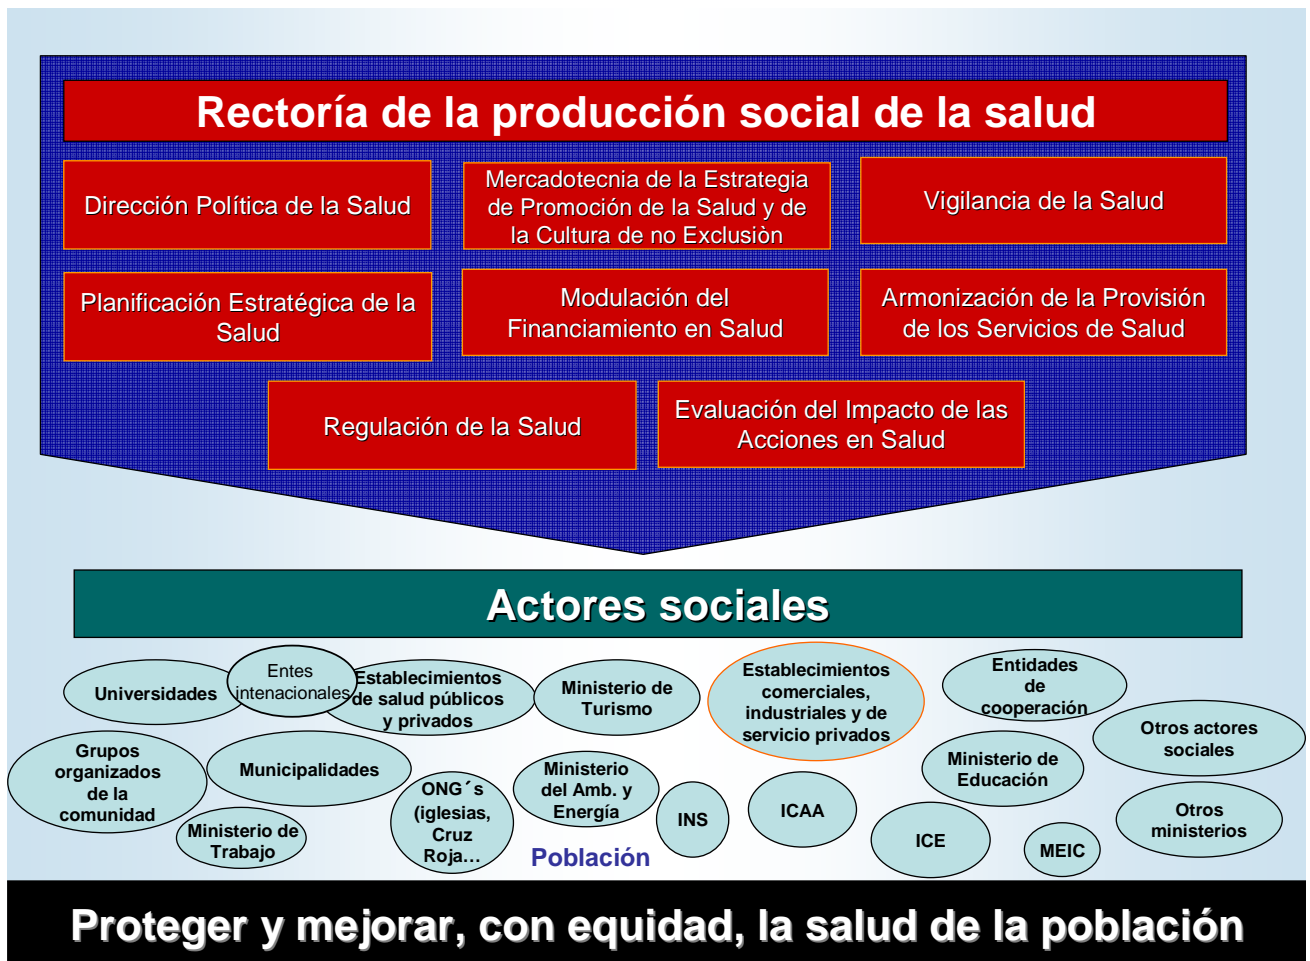 Rectoría de la producción social de la salud
Dirección Política de la Salud
Mercadotecnia de la Estrategia
de Promoción de la Salud y de
la Cultura de no Exclusiòn
Vigilancia de la Salud
Planificación Estratégica de la
Salud
Modulación del
Financiamiento en Salud
Armonización de la Provisión
de los Servicios de Salud
Regulación de la Salud
Evaluación del Impacto de las
Acciones en Salud
Actores sociales
Universidades
Entes
intenacionales
Establecimientos
de salud públicos
y privados
Ministerio de
Turismo
Establecimientos
comerciales,
industriales y de
servicio privados
Entidades
de
cooperación
Otros actores
sociales
Grupos
organizados
de la
comunidad
Municipalidades
Ministerio de
Trabajo
ONG´s
(iglesias,
Cruz
Roja…
Ministerio
del Amb. y
Energía
INS
ICAA
Ministerio de
Educación
ICE
MEIC
Otros
ministerios
Población
Proteger y mejorar, con equidad, la salud de la población